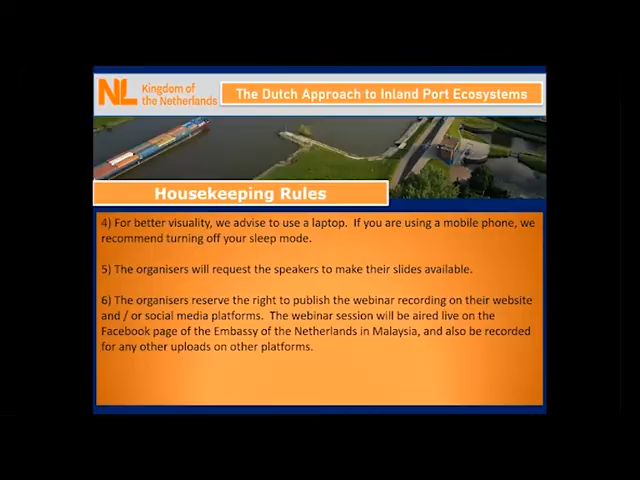 NL Kingdom of
the Netherlands
The Dutch Approach to Inland Port Ecosystems
Housekeeping Rules
4) For better visuality, we advise to use a laptop. If you are using a mobile phone, we
recommend turning off your sleep mode.
5) The organisers will request the speakers to make their slides available.
6) The organisers reserve the right to publish the webinar recording on their website
and / or social media platforms. The webinar session will be aired live on the
Facebook page of the Embassy of the Netherlands in Malaysia, and also be recorded
for any other uploads on other platforms.